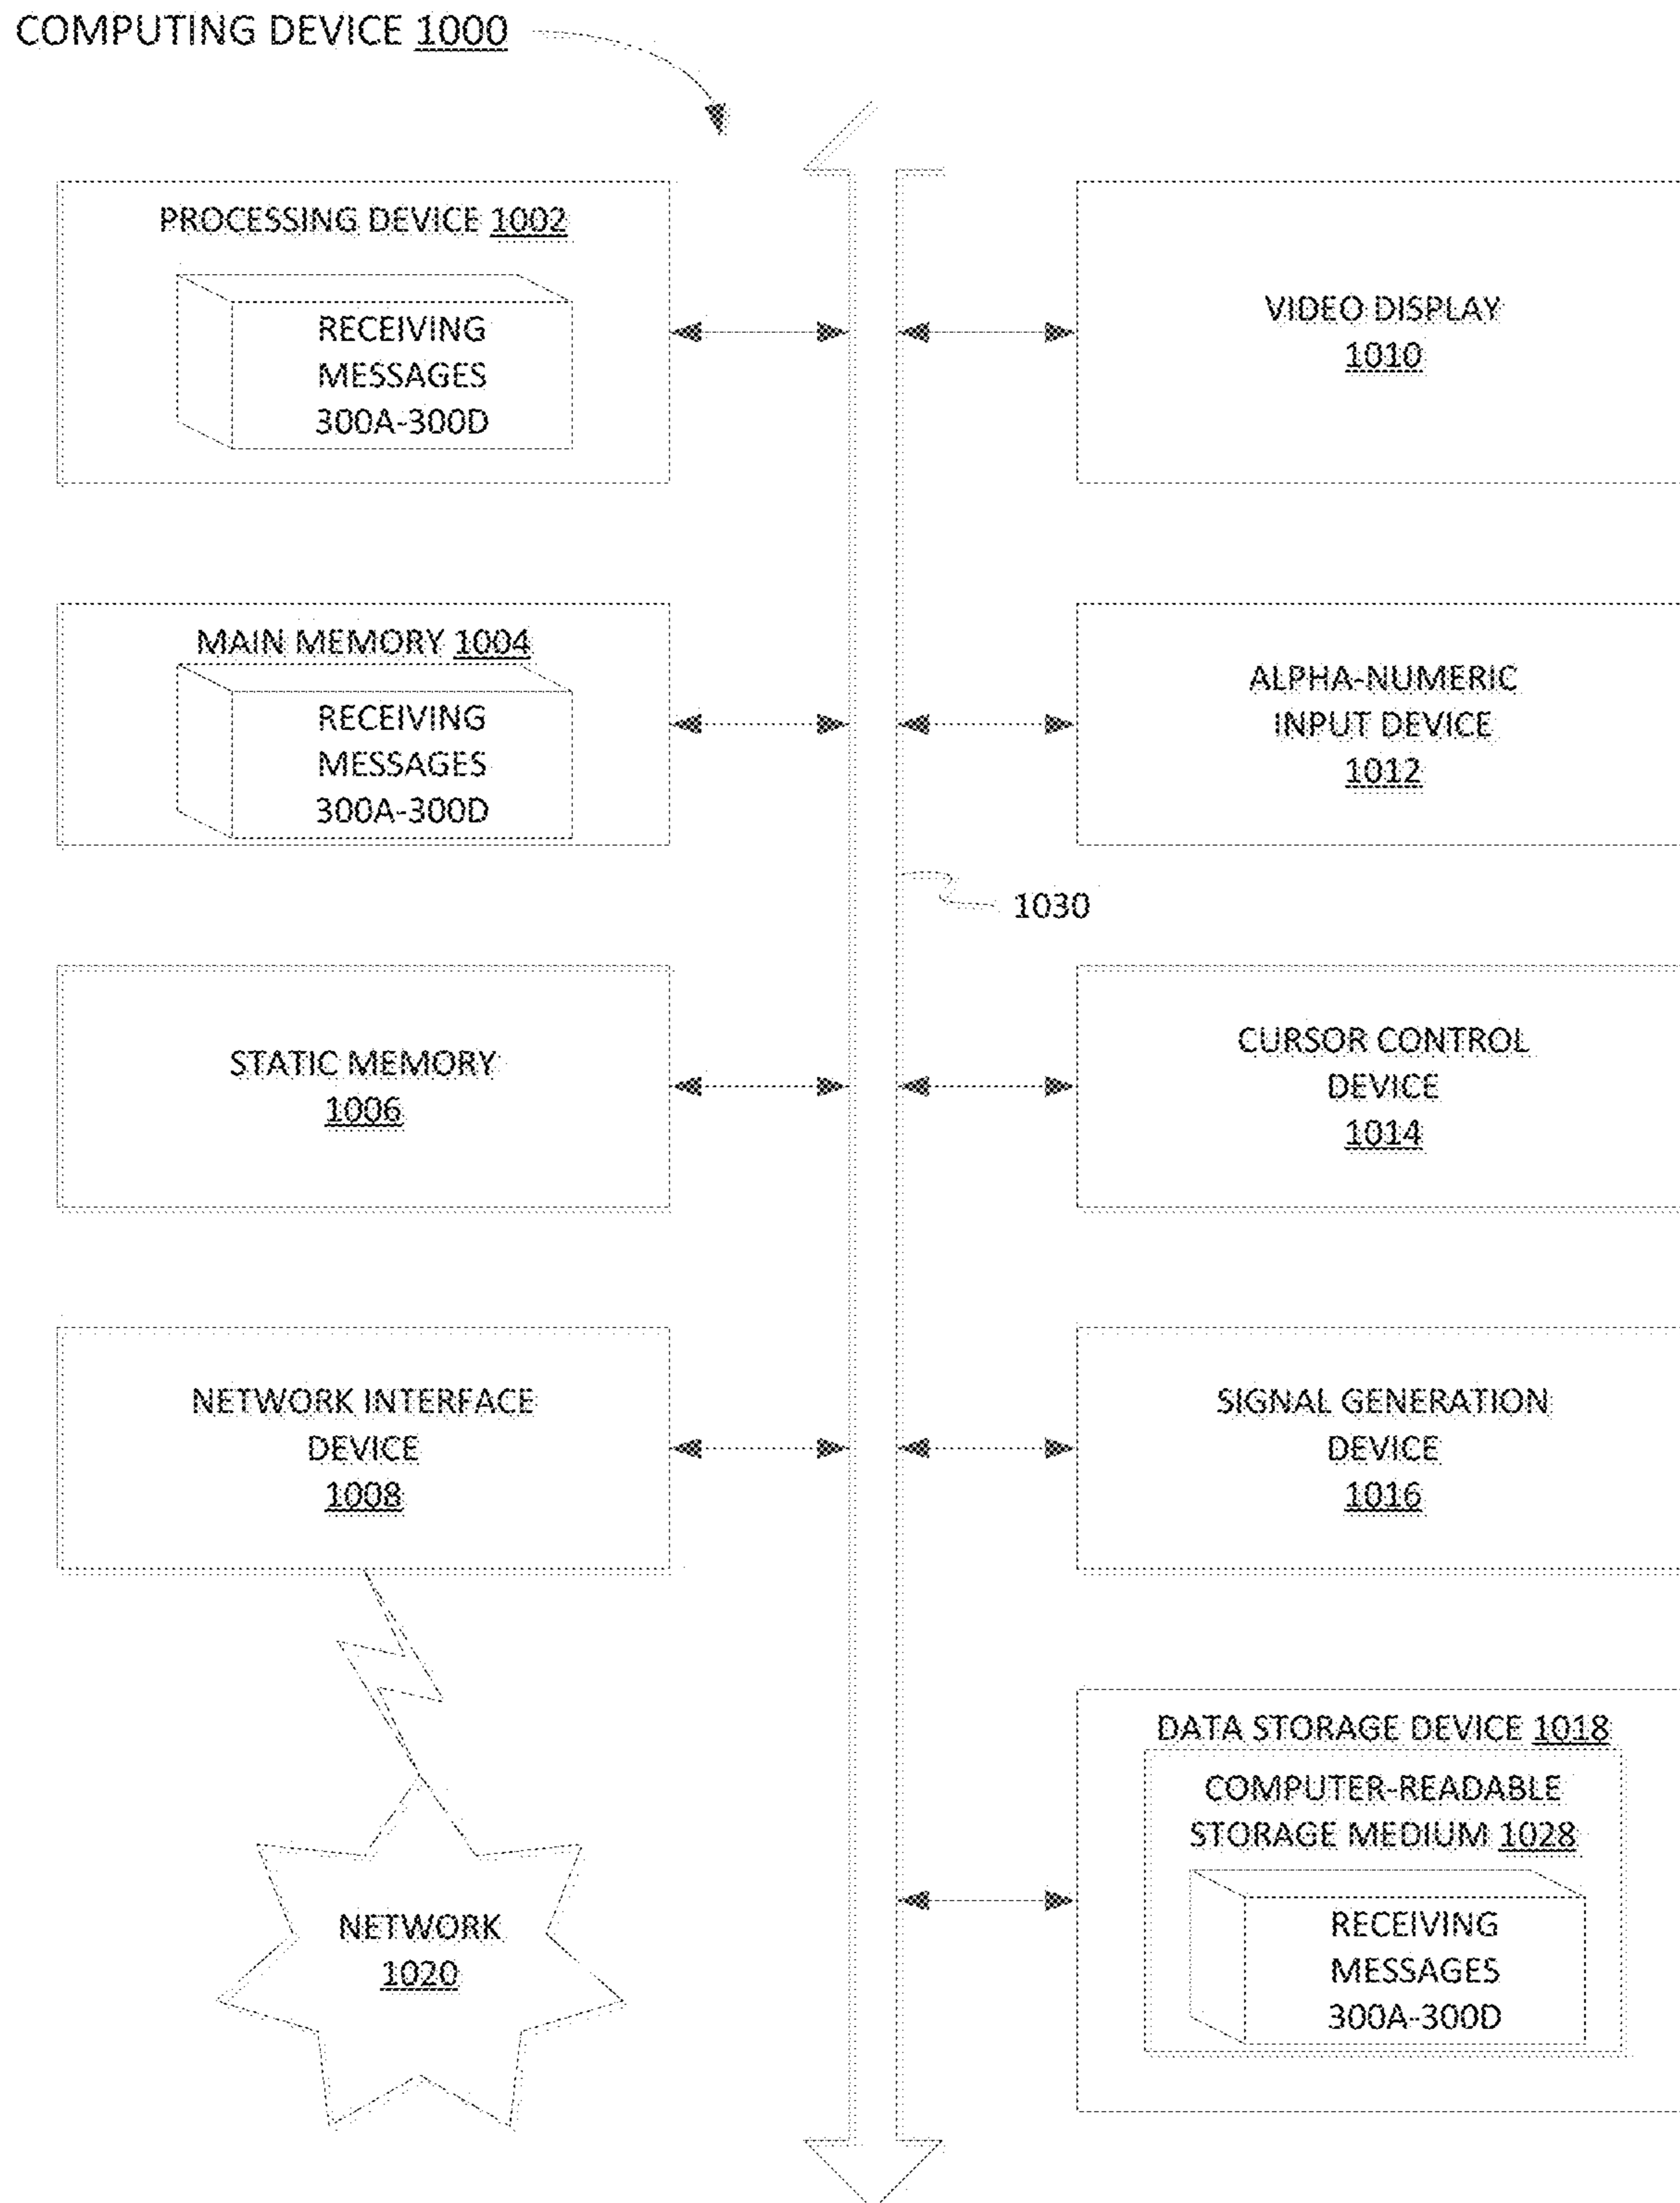 COMPUTING DEVICE 1000
PROCESSING DEVICE 1002
RECEIVING
MESSAGES
300A-300D
VIDEO DISPLAY
1010
MAIN MEMORY 1004
RECEIVING
MESSAGES
300A-300D
ALPHA-NUMERIC
INPUT DEVICE
1012
1030
STATIC MEMORY
1006
CURSOR CONTROL
DEVICE
1014
NETWORK INTERFACE
DEVICE
1008
SIGNAL GENERATION
DEVICE
1016
DATA STORAGE DEVICE 1018
COMPUTER-READABLE
STORAGE MEDIUM 1028
RECEIVING
MESSAGES
300A-300D
NETWORK
1020